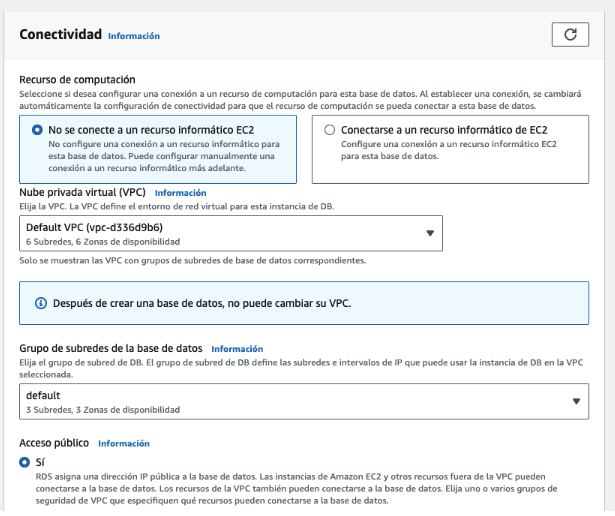 Conectividad Información
Recurso de computación
Seleccione si desea configurar una conexión a un recurso de computación para esta base de datos. Al establecer una conexión, se cambiará
automáticamente la configuración de conectividad para que el recurso de computación se pueda conectar a esta base de datos.
No se conecte a un recurso informático EC2
No configure una conexión a un recurso informático para
esta base de datos. Puede configurar manualmente una
conexión a un recurso informático más adelante.
Conectarse a un recurso informático de EC2
Configure una conexión a un recurso informático EC2
para esta base de datos.
Nube privada virtual (VPC) Información
Elija la VPC. La VPC define el entorno de red virtual para esta instancia de DB.
Default VPC (vpc-d336d9b6)
6 Subredes, 6 Zonas de disponibilidad
Solo se muestran las VPC con grupos de subredes de base de datos correspondientes.
Después de crear una base de datos, no puede cambiar su VPC.
Grupo de subredes de la base de datos Información
Elija el grupo de subred de DB. El grupo de subred de DB define las subredes e intervalos de IP que puede usar la instancia de DB en la VPC
seleccionada.
default
3 Subredes, 3 Zonas de disponibilidad
Acceso público Información
Sí
RDS asigna una dirección IP pública a la base de datos. Las instancias de Amazon EC2 y otros recursos fuera de la VPC pueden
conectarse a la base de datos. Los recursos de la VPC también pueden conectarse a la base de datos. Elija uno o varios grupos de
seguridad de VPC que especifiquen qué recursos pueden conectarse a la base de datos.